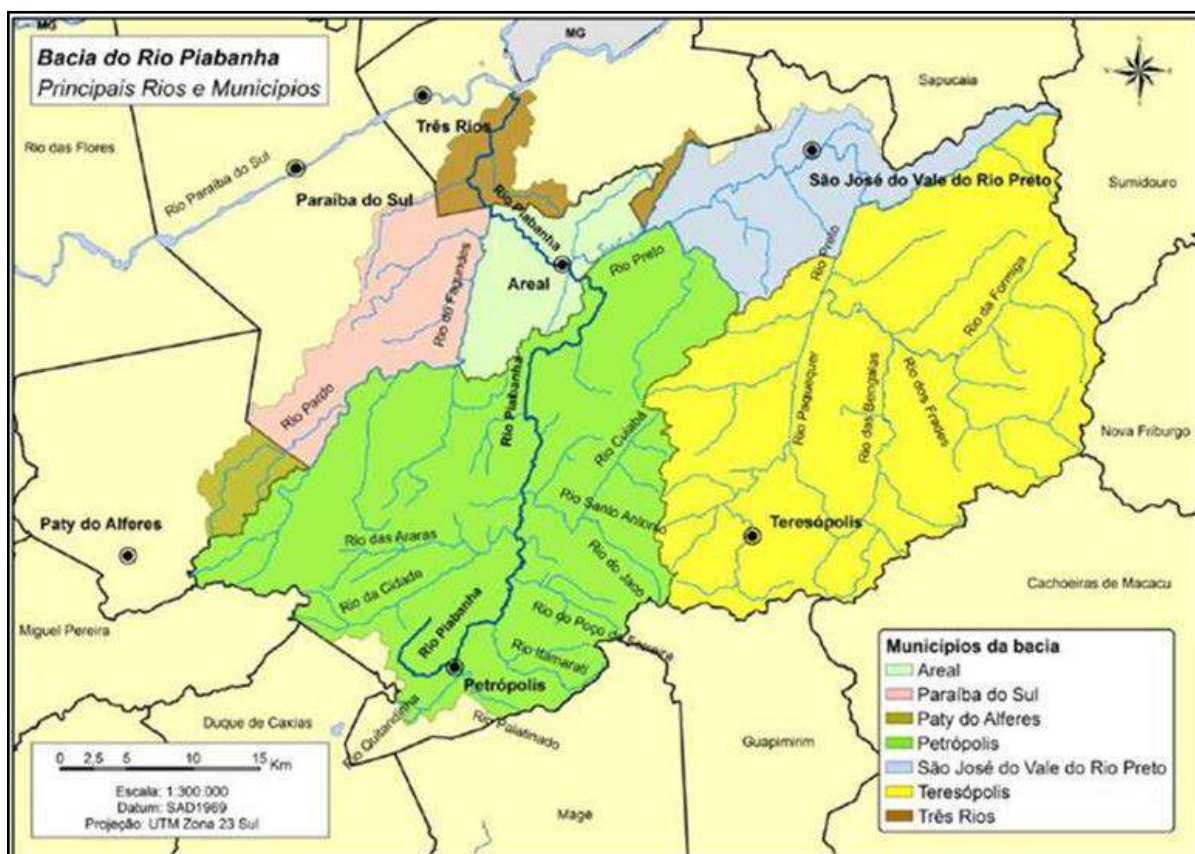 MG
MG
Bacia do Rio Piabanha
Principais Rios e Municípios
Sapucaia
Três Rios
Rio das Flores
Rio Paraíba do Sul
Paraíba do Sul
São José do Vale do Rio Preto
Sumidouro
Rio Piabanha
Areal
Rio Preto
Rio do Fagundes
Rio Preto
Rio da Formiga
Rio Pardo
Rio Piabanha
Rio Paquequer
Rio das Bengalas
Rio dos Frades
Rio Cuiabá
Nova Friburgo
Paty do Alferes
Rio Santo Antonio
Teresópolis
Rio das Araras
Rio do Jacó
Rio da Cidade
Cachoeiras de Macacu
Miguel Pereira
Rio Piabanha
Rio do Poço do Ferreira
Rio Itamarati
Petrópolis
Duque de Caxias
Rio Quitandinha
Rio Palatinado
Guapimirim
Magé
Municípios da bacia
Areal
Paraíba do Sul
Paty do Alferes
Petrópolis
São José do Vale do Rio Preto
Teresópolis
Três Rios
0 2,5 5 10 15 Km
Escala: 1:300.000
Datum: SAD1969
Projeção: UTM Zona 23 Sul